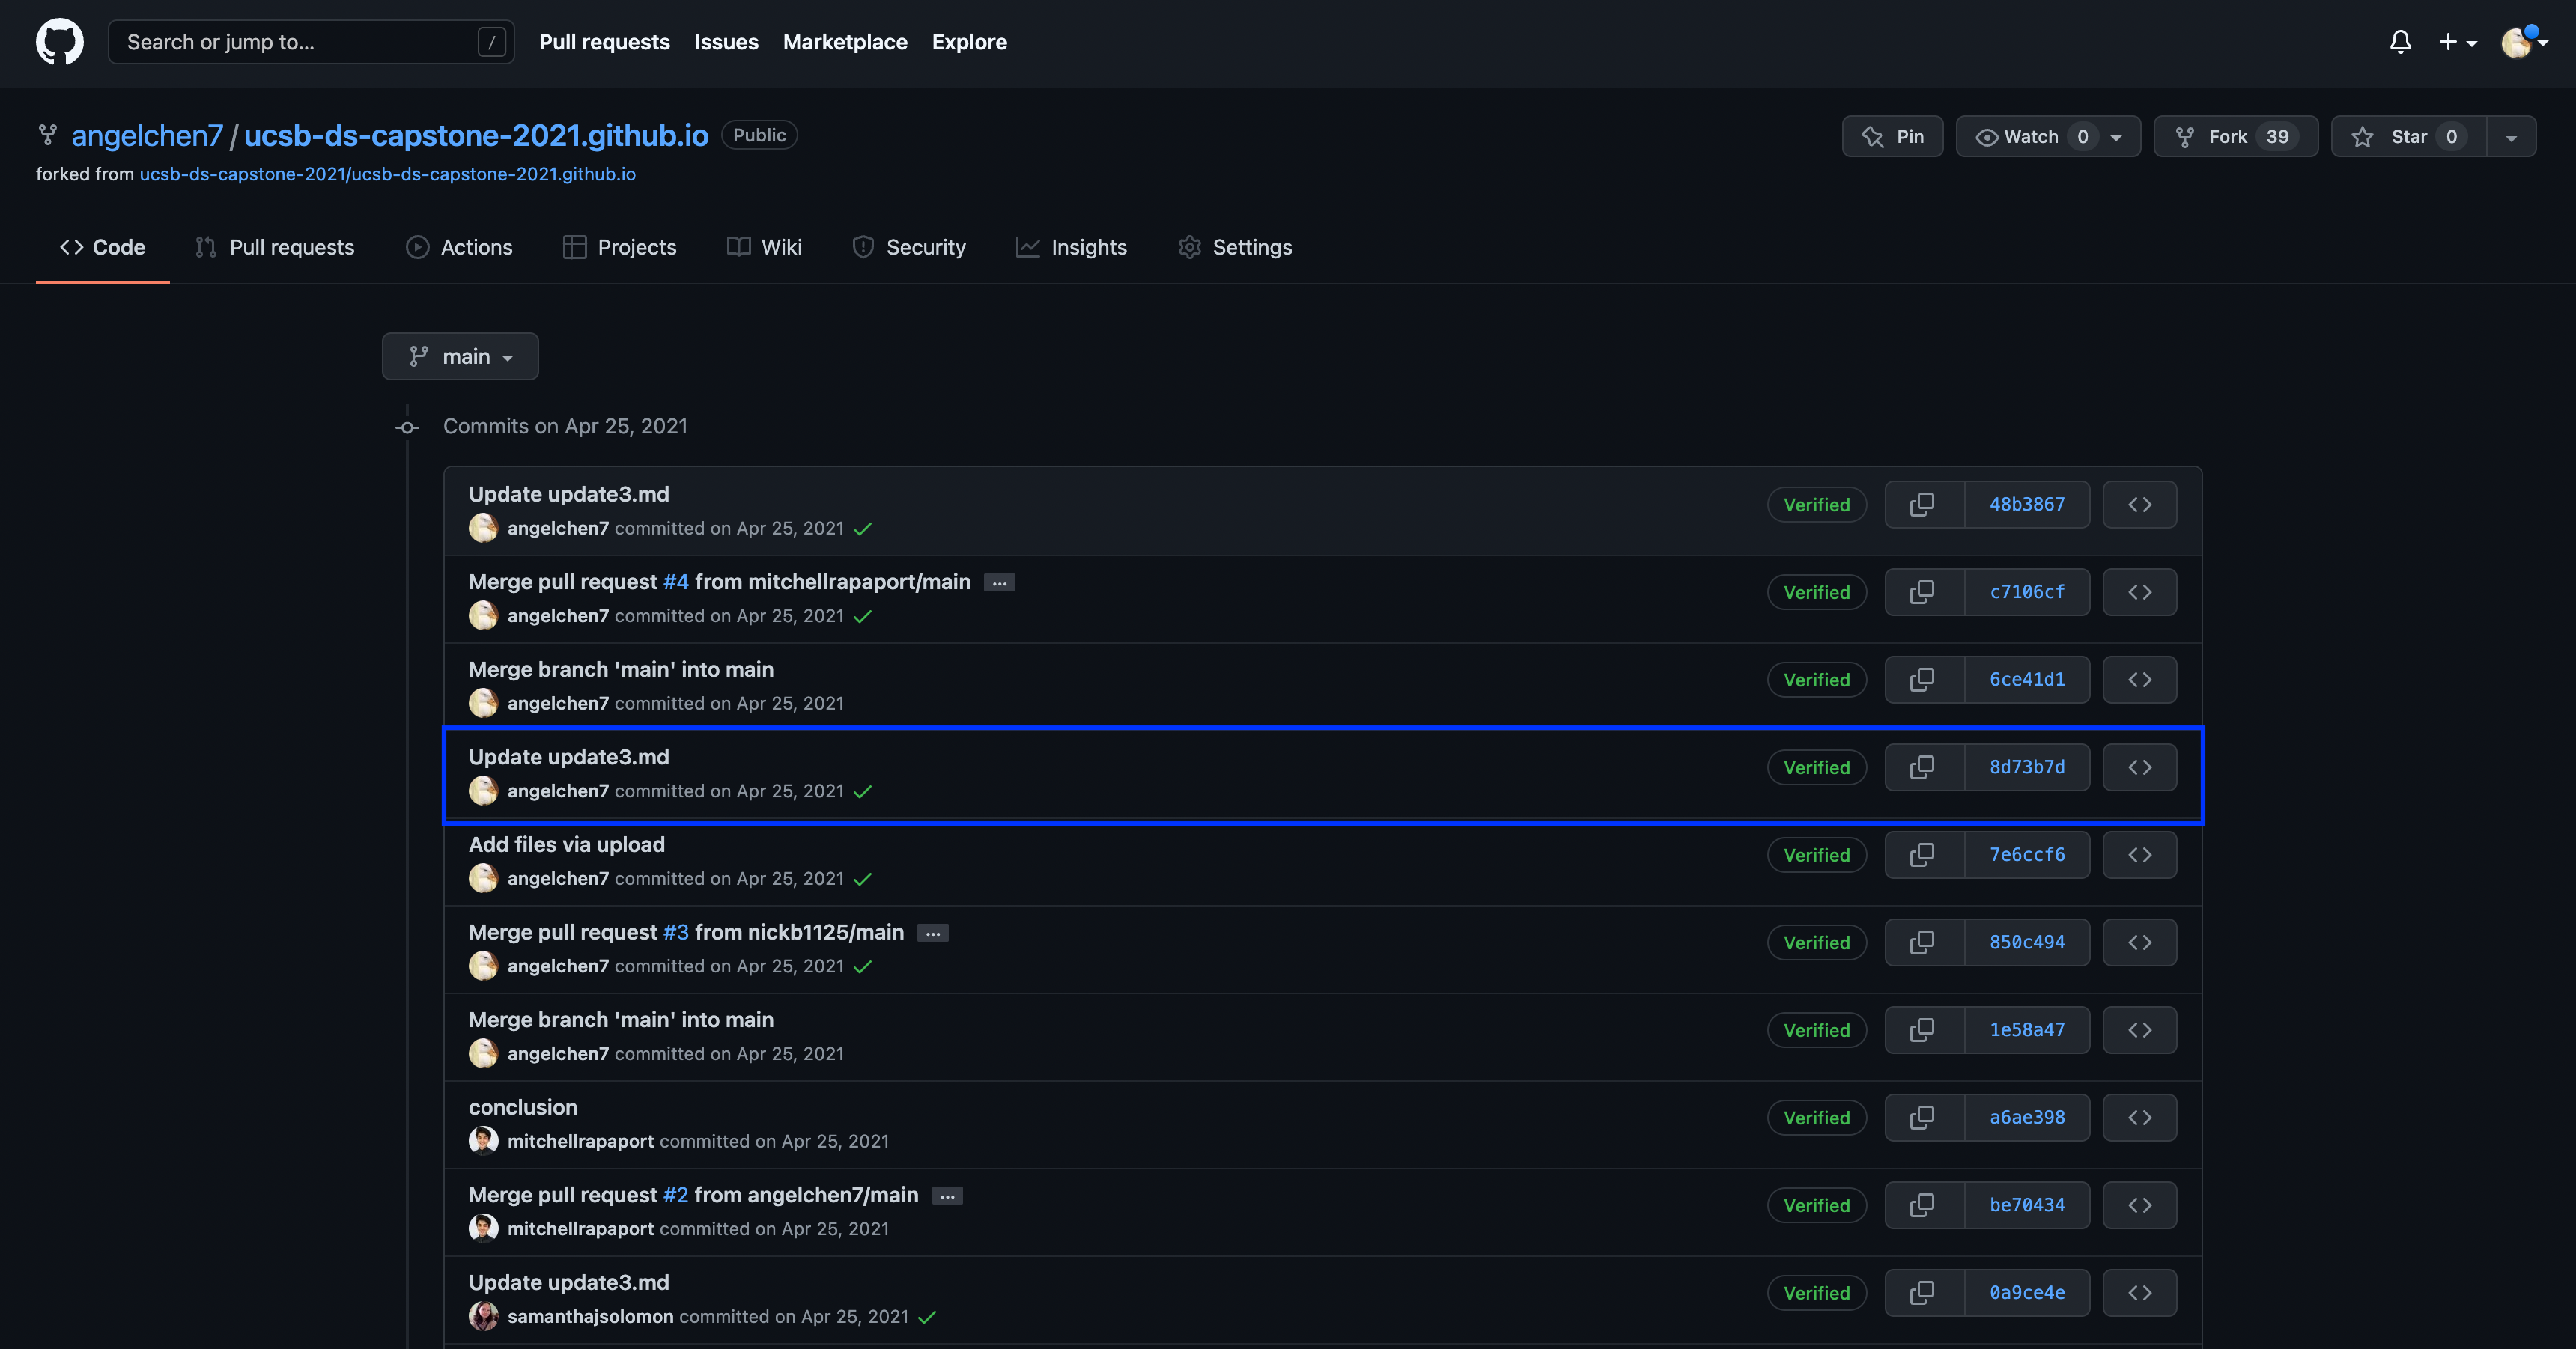 Search or jump to... / Pull requests Issues Marketplace Explore
angelchen7 / ucsb-ds-capstone-2021.github.io Public Pin Watch 0 Fork 39 Star 0
forked from ucsb-ds-capstone-2021/ucsb-ds-capstone-2021.github.io
Code Pull requests Actions Projects Wiki Security Insights Settings
main
Commits on Apr 25, 2021
Update update3.md
angelchen7 committed on Apr 25, 2021
Verified 48b3867
Merge pull request #4 from mitchellrapaport/main ...
angelchen7 committed on Apr 25, 2021
Verified c7106cf
Merge branch 'main' into main
angelchen7 committed on Apr 25, 2021
Verified 6ce41d1
Update update3.md
angelchen7 committed on Apr 25, 2021
Verified 8d73b7d
Add files via upload
angelchen7 committed on Apr 25, 2021
Verified 7e6ccf6
Merge pull request #3 from nickb1125/main ...
angelchen7 committed on Apr 25, 2021
Verified 850c494
Merge branch 'main' into main
angelchen7 committed on Apr 25, 2021
Verified 1e58a47
conclusion
mitchellrapaport committed on Apr 25, 2021
Verified a6ae398
Merge pull request #2 from angelchen7/main ...
mitchellrapaport committed on Apr 25, 2021
Verified be70434
Update update3.md
samanthajsolomon committed on Apr 25, 2021
Verified 0a9ce4e